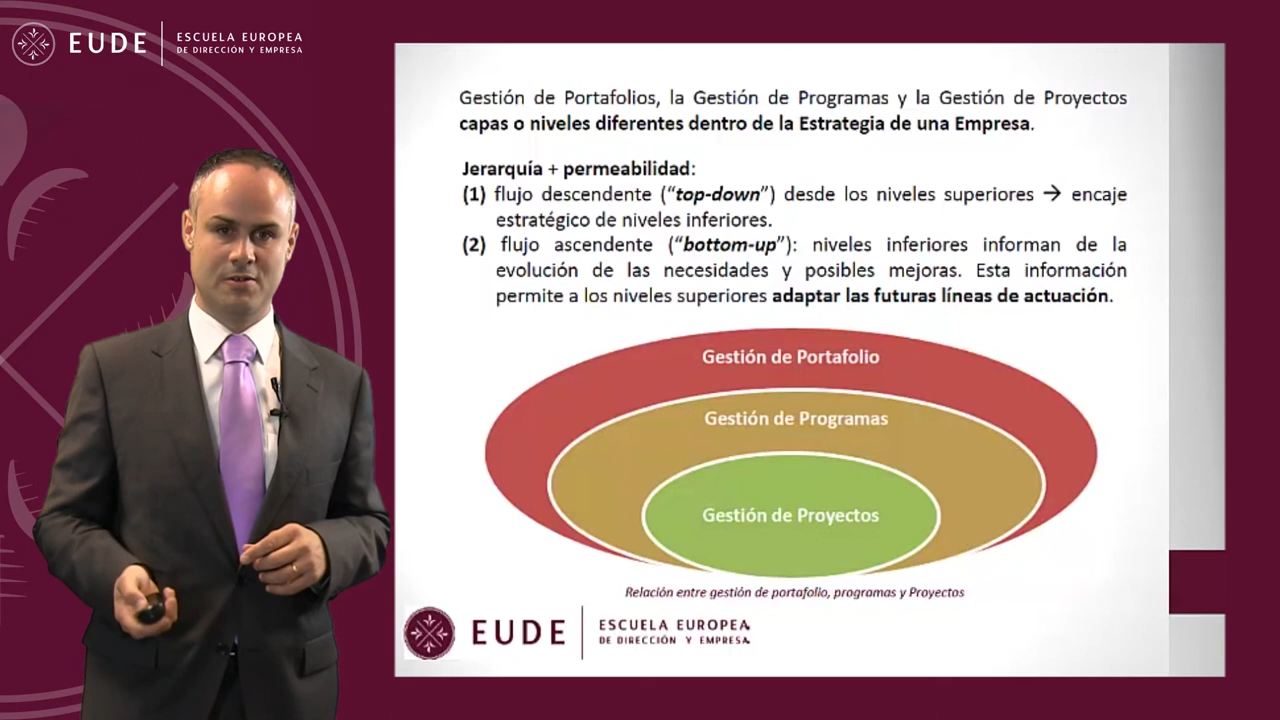 EUDE
ESCUELA EUROPEA
DE DIRECCIÓN Y EMPRESA
Gestión de Portafolios, la Gestión de Programas y la Gestión de Proyectos
capas o niveles diferentes dentro de la Estrategia de una Empresa.
Jerarquía + permeabilidad:
(1) flujo descendente (“top-down”) desde los niveles superiores → encaje
estratégico de niveles inferiores.
(2) flujo ascendente (“bottom-up”): niveles inferiores informan de la
evolución de las necesidades y posibles mejoras. Esta información
permite a los niveles superiores adaptar las futuras líneas de actuación.
Gestión de Portafolio
Gestión de Programas
Gestión de Proyectos
Relación entre gestión de portafolio, programas y Proyectos
EUDE
ESCUELA EUROPEA
DE DIRECCIÓN Y EMPRESA